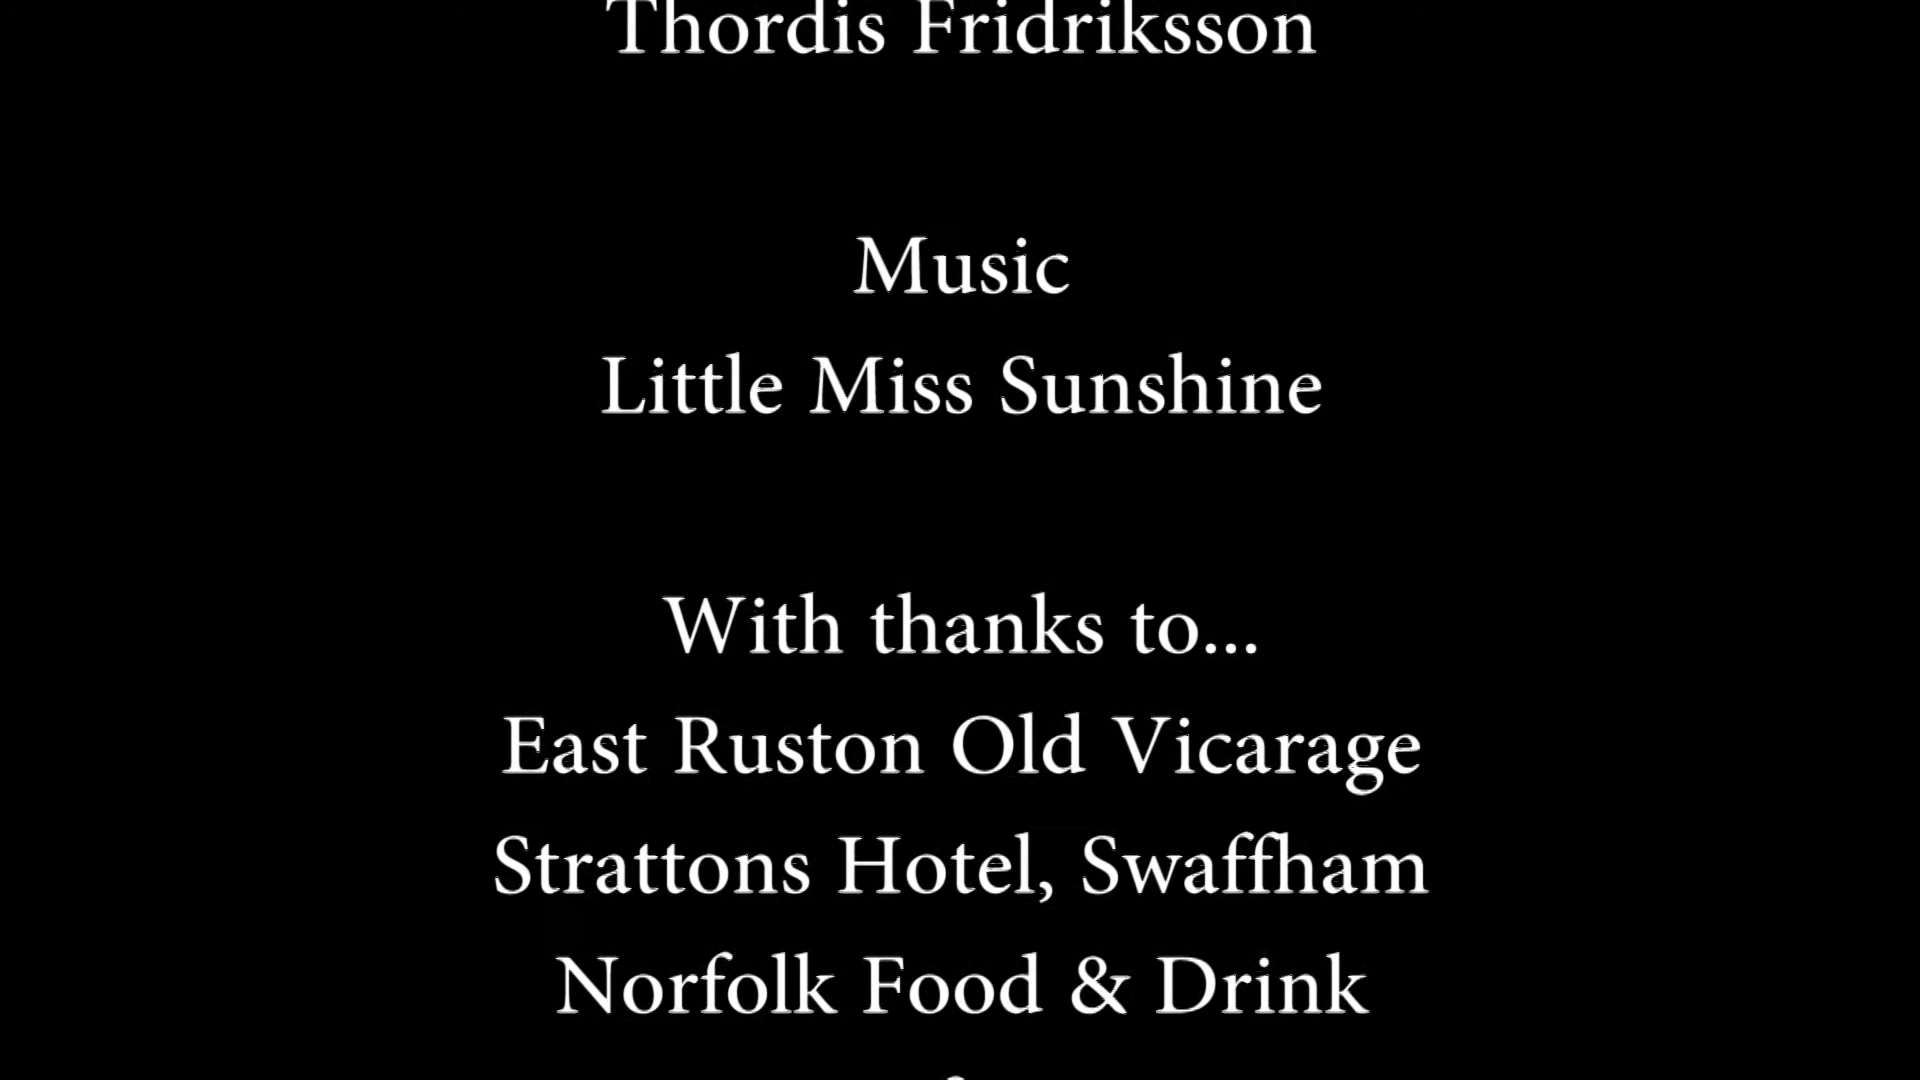 Thordis Fridriksson
Music
Little Miss Sunshine
With thanks to...
East Ruston Old Vicarage
Strattons Hotel, Swaffham
Norfolk Food & Drink